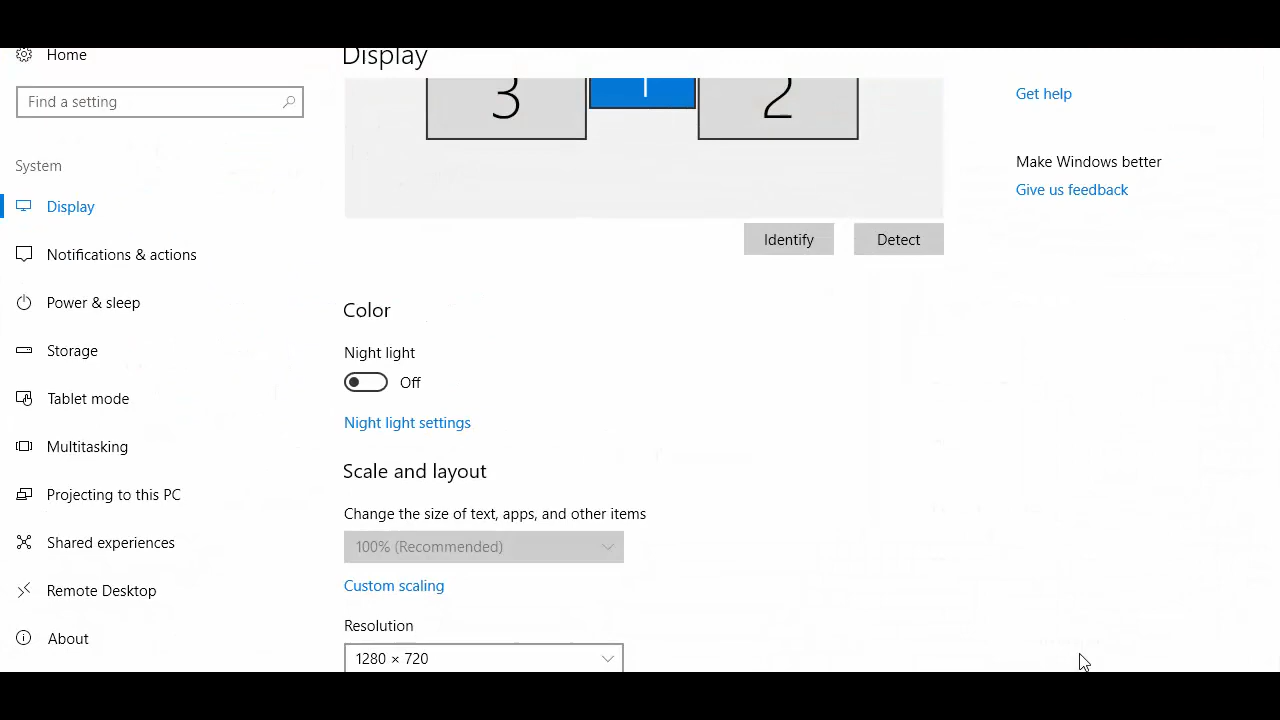 Home
Find a setting
System
Display
Notifications & actions
Power & sleep
Storage
Tablet mode
Multitasking
Projecting to this PC
Shared experiences
Remote Desktop
About
Display
3 1 2
Identify Detect
Color
Night light
Off
Night light settings
Scale and layout
Change the size of text, apps, and other items
100% (Recommended)
Custom scaling
Resolution
1280 × 720
Get help
Make Windows better
Give us feedback